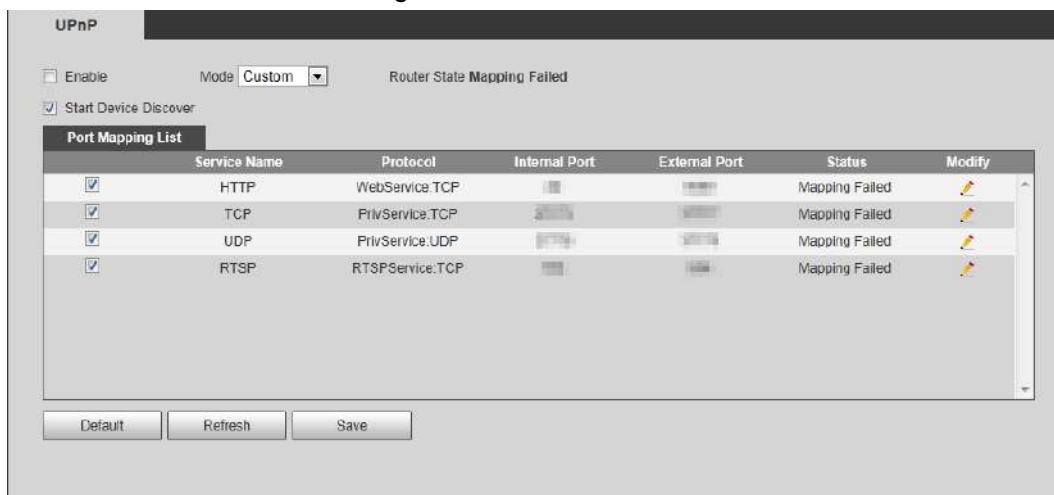 UPnP
Enable Mode Custom Router State Mapping Failed
Start Device Discover
Port Mapping List
Service Name Protocol Internal Port External Port Status Modify
HTTP WebService:TCP Mapping Failed
TCP PrivService:TCP Mapping Failed
UDP PrivService:UDP Mapping Failed
RTSP RTSPService:TCP Mapping Failed
Default Refresh Save